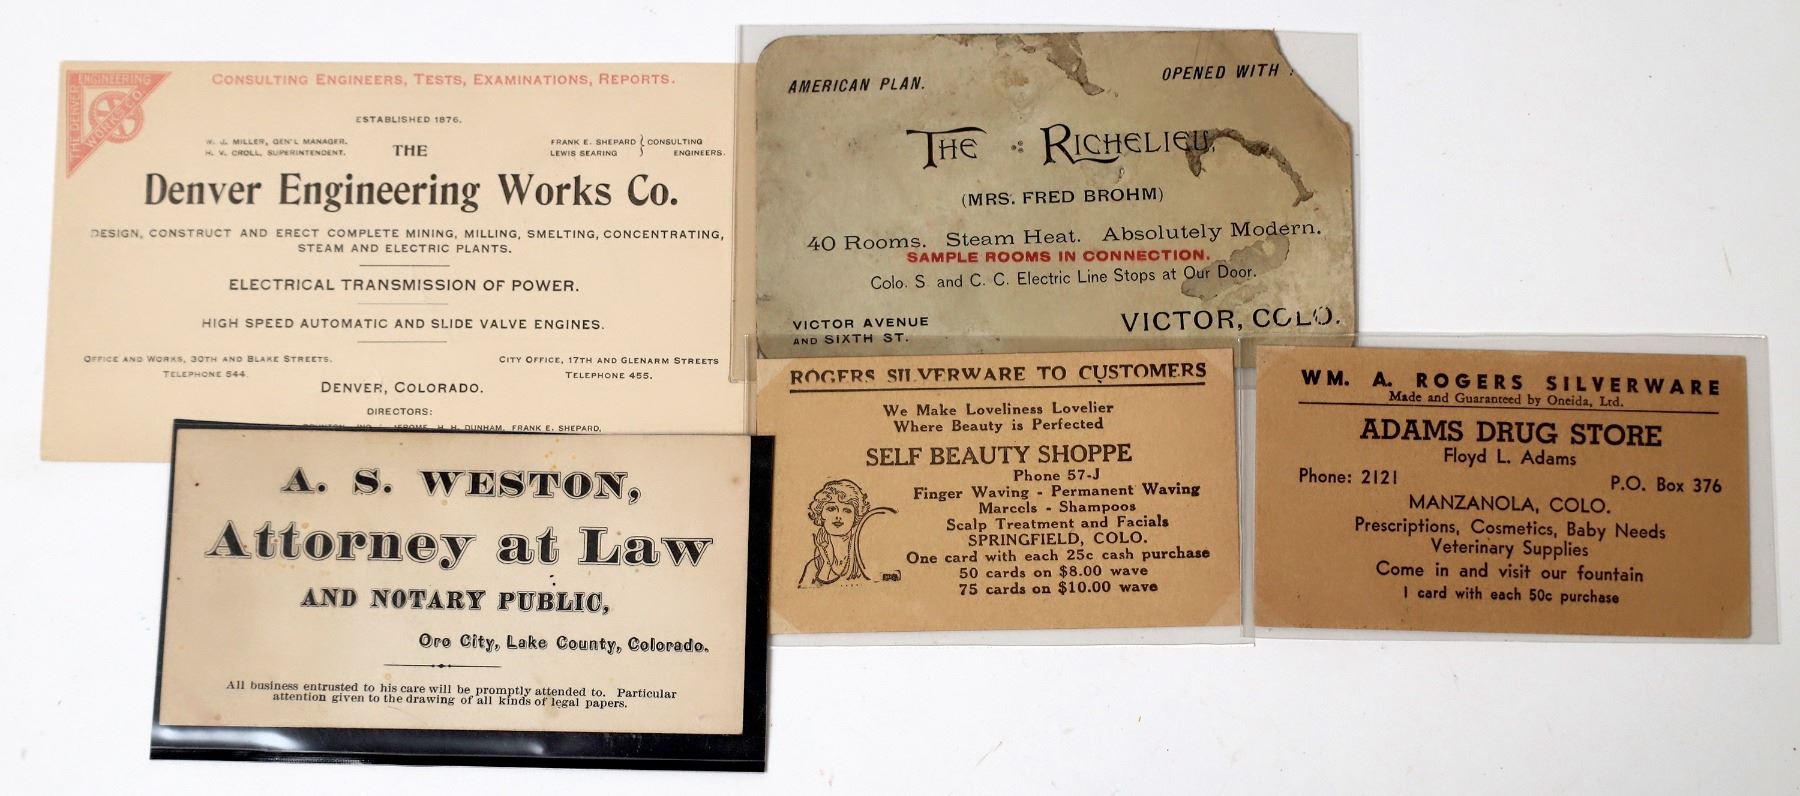 THE DENVER
ENGINEERING
WORKS CO.
CONSULTING ENGINEERS, TESTS, EXAMINATIONS, REPORTS.
ESTABLISHED 1876.
W. J. MILLER, GEN'L MANAGER.
H. V. CROLL, SUPERINTENDENT.
THE
FRANK E. SHEPARD } CONSULTING
LEWIS SEARING } ENGINEERS.
Denver Engineering Works Co.
DESIGN, CONSTRUCT AND ERECT COMPLETE MINING, MILLING, SMELTING, CONCENTRATING,
STEAM AND ELECTRIC PLANTS.
ELECTRICAL TRANSMISSION OF POWER.
HIGH SPEED AUTOMATIC AND SLIDE VALVE ENGINES.
OFFICE AND WORKS, 30TH AND BLAKE STREETS.
TELEPHONE 544.
CITY OFFICE, 17TH AND GLENARM STREETS
TELEPHONE 455.
DENVER, COLORADO.
DIRECTORS:
JEROME, H. H. DUNHAM, FRANK E. SHEPARD,
AMERICAN PLAN.
OPENED WITH
THE RICHELIEU,
(MRS. FRED BROHM)
40 Rooms. Steam Heat. Absolutely Modern.
SAMPLE ROOMS IN CONNECTION.
Colo. S. and C. C. Electric Line Stops at Our Door.
VICTOR AVENUE
AND SIXTH ST.
VICTOR, COLO.
A. S. WESTON,
Attorney at Law
AND NOTARY PUBLIC,
Oro City, Lake County, Colorado.
All business entrusted to his care will be promptly attended to. Particular
attention given to the drawing of all kinds of legal papers.
ROGERS SILVERWARE TO CUSTOMERS
We Make Loveliness Lovelier
Where Beauty is Perfected
SELF BEAUTY SHOPPE
Phone 57-J
Finger Waving - Permanent Waving
Marcels - Shampoos
Scalp Treatment and Facials
SPRINGFIELD, COLO.
One card with each 25c cash purchase
50 cards on $8.00 wave
75 cards on $10.00 wave
WM. A. ROGERS SILVERWARE
Made and Guaranteed by Oneida, Ltd.
ADAMS DRUG STORE
Floyd L. Adams
Phone: 2121
P.O. Box 376
MANZANOLA, COLO.
Prescriptions, Cosmetics, Baby Needs
Veterinary Supplies
Come in and visit our fountain
1 card with each 50c purchase